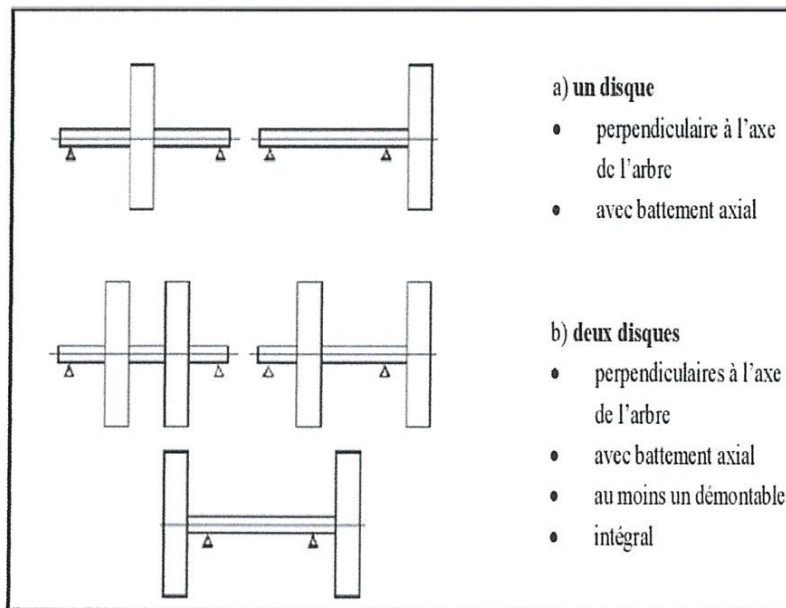 a) un disque
• perpendiculaire à l'axe
de l'arbre
• avec battement axial
b) deux disques
• perpendiculaires à l'axe
de l'arbre
• avec battement axial
• au moins un démontable
• intégral